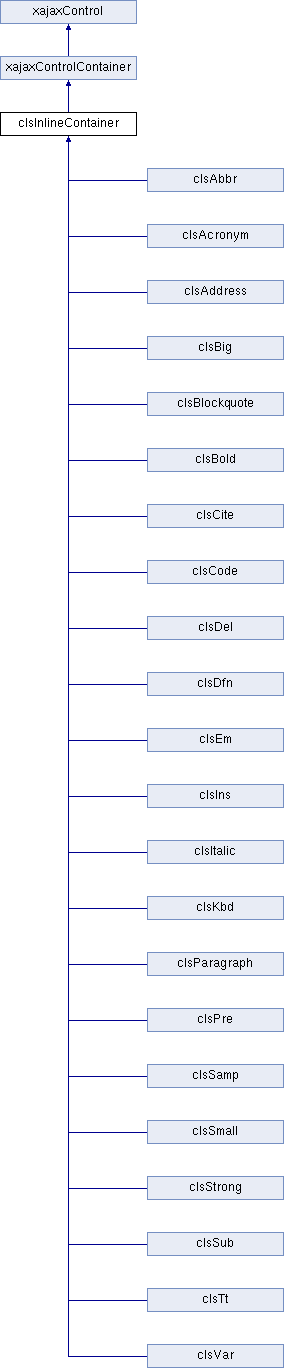 xajaxControl
xajaxControlContainer
clsInlineContainer
clsAbbr
clsAcronym
clsAddress
clsBig
clsBlockquote
clsBold
clsCite
clsCode
clsDel
clsDfn
clsEm
clsIns
clsItalic
clsKbd
clsParagraph
clsPre
clsSamp
clsSmall
clsStrong
clsSub
clsTt
clsVar